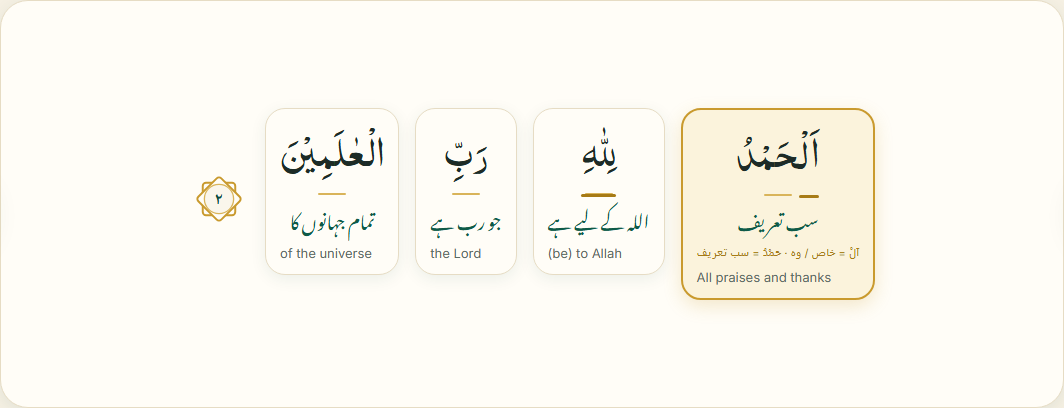 اَلْحَمْدُ
سب تعریف
اَلْ = خاص / وہ · حَمْدُ = سب تعریف
All praises and thanks
لِلّٰهِ
اللہ کے لیے ہے
(be) to Allah
رَبِّ
جو رب ہے
the Lord
الْعٰلَمِيْنَ
تمام جہانوں کا
of the universe
٢